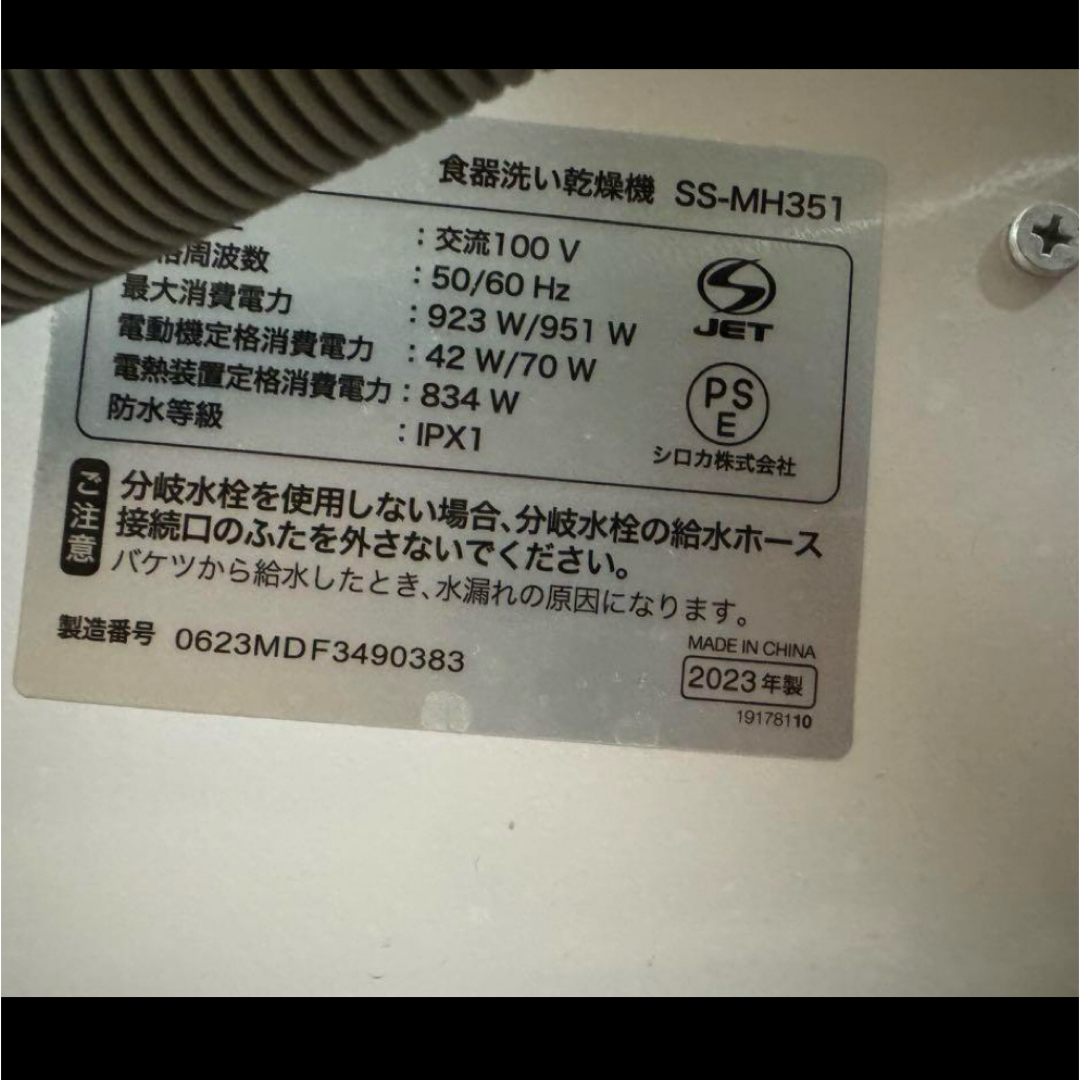 食器洗い乾燥機 SS-MH351
: 交流100 V
周波数 : 50/60 Hz
最大消費電力 : 923 W/951 W
電動機定格消費電力 : 42 W/70 W
電熱装置定格消費電力 : 834 W
防水等級 : IPX1
JET
PS
E
シロカ株式会社
ご注意
分岐水栓を使用しない場合、分岐水栓の給水ホース
接続口のふたを外さないでください。
バケツから給水したとき、水漏れの原因になります。
製造番号 0623MDF3490383
MADE IN CHINA
2023年製
19178110